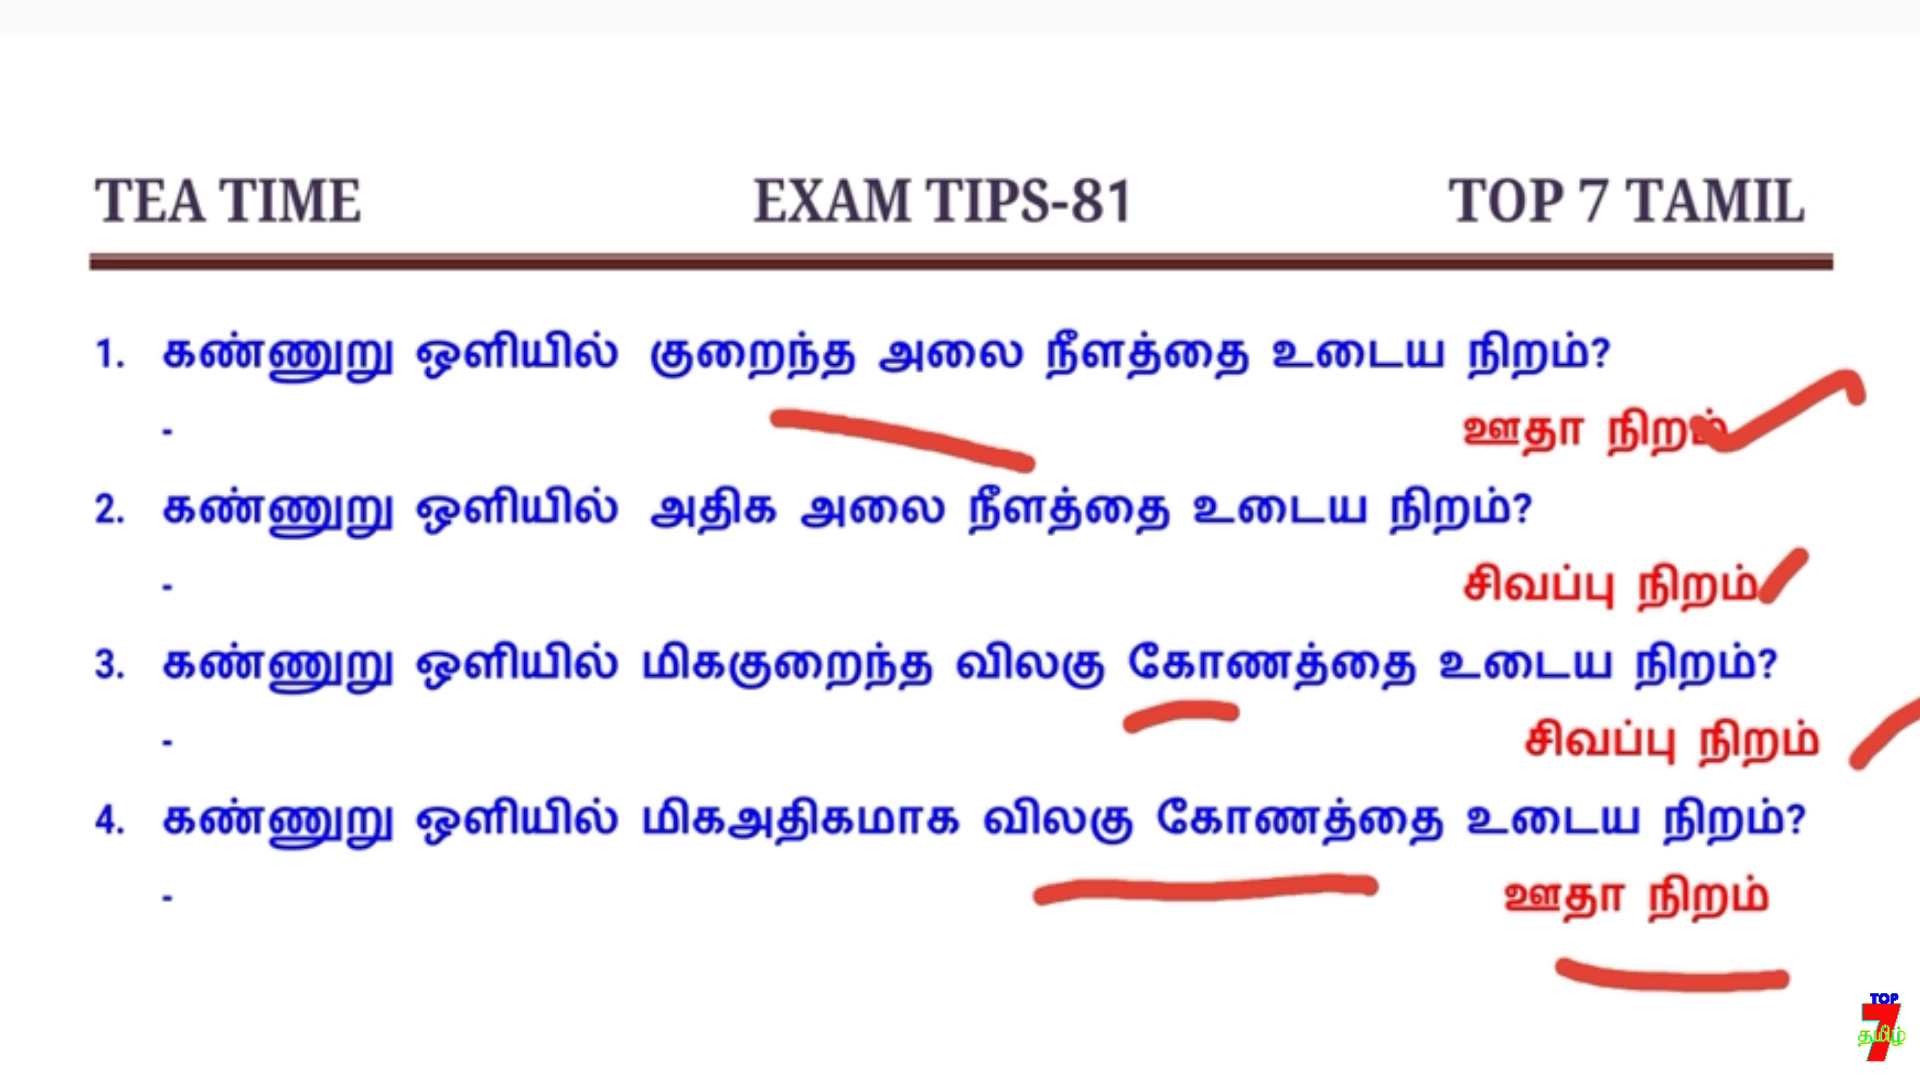 TEA TIME EXAM TIPS-81 TOP 7 TAMIL
1. கண்ணுறு ஒளியில் குறைந்த அலை நீளத்தை உடைய நிறம்?
- ஊதா நிறம்
2. கண்ணுறு ஒளியில் அதிக அலை நீளத்தை உடைய நிறம்?
- சிவப்பு நிறம்
3. கண்ணுறு ஒளியில் மிககுறைந்த விலகு கோணத்தை உடைய நிறம்?
- சிவப்பு நிறம்
4. கண்ணுறு ஒளியில் மிகஅதிகமாக விலகு கோணத்தை உடைய நிறம்?
- ஊதா நிறம்
TOP
7
தமிழ்